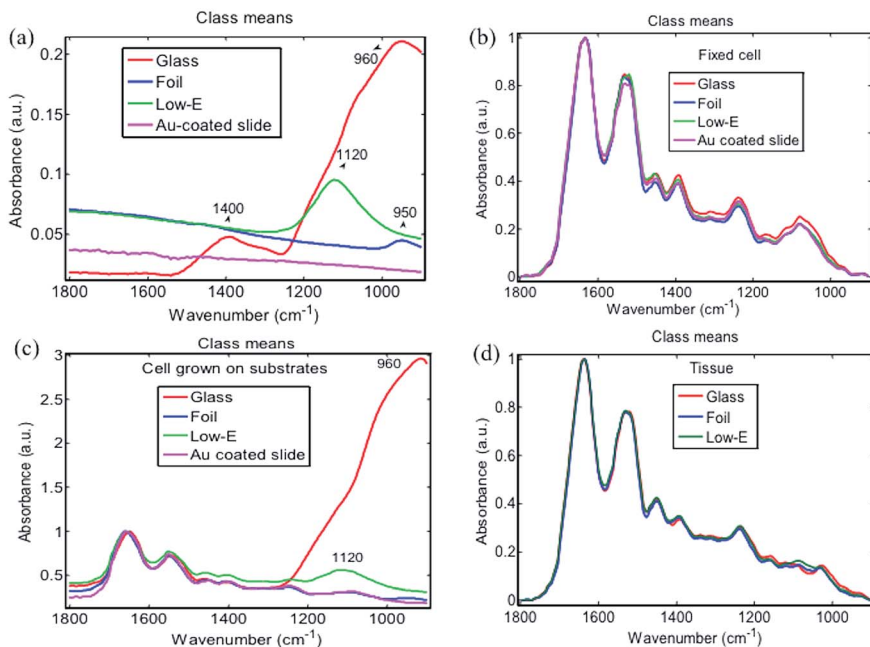 (a)
Class means
Absorbance (a.u.)
0.2
0.15
0.1
0.05
Glass
Foil
Low-E
Au-coated slide
960
1120
1400
950
1800
1600
1400
1200
1000
Wavenumber (cm-1)
(b)
Class means
Fixed cell
Absorbance (a.u.)
1
0.8
0.6
0.4
0.2
0
Glass
Foil
Low-E
Au coated slide
1800
1600
1400
1200
1000
Wavenumber (cm-1)
(c)
Class means
Cell grown on substrates
Absorbance (a.u.)
3
2.5
2
1.5
1
0.5
Glass
Foil
Low-E
Au coated slide
960
1120
1800
1600
1400
1200
1000
Wavenumber (cm-1)
(d)
Class means
Tissue
Absorbance (a.u.)
1
0.8
0.6
0.4
0.2
0
Glass
Foil
Low-E
1800
1600
1400
1200
1000
Wavenumber (cm-1)